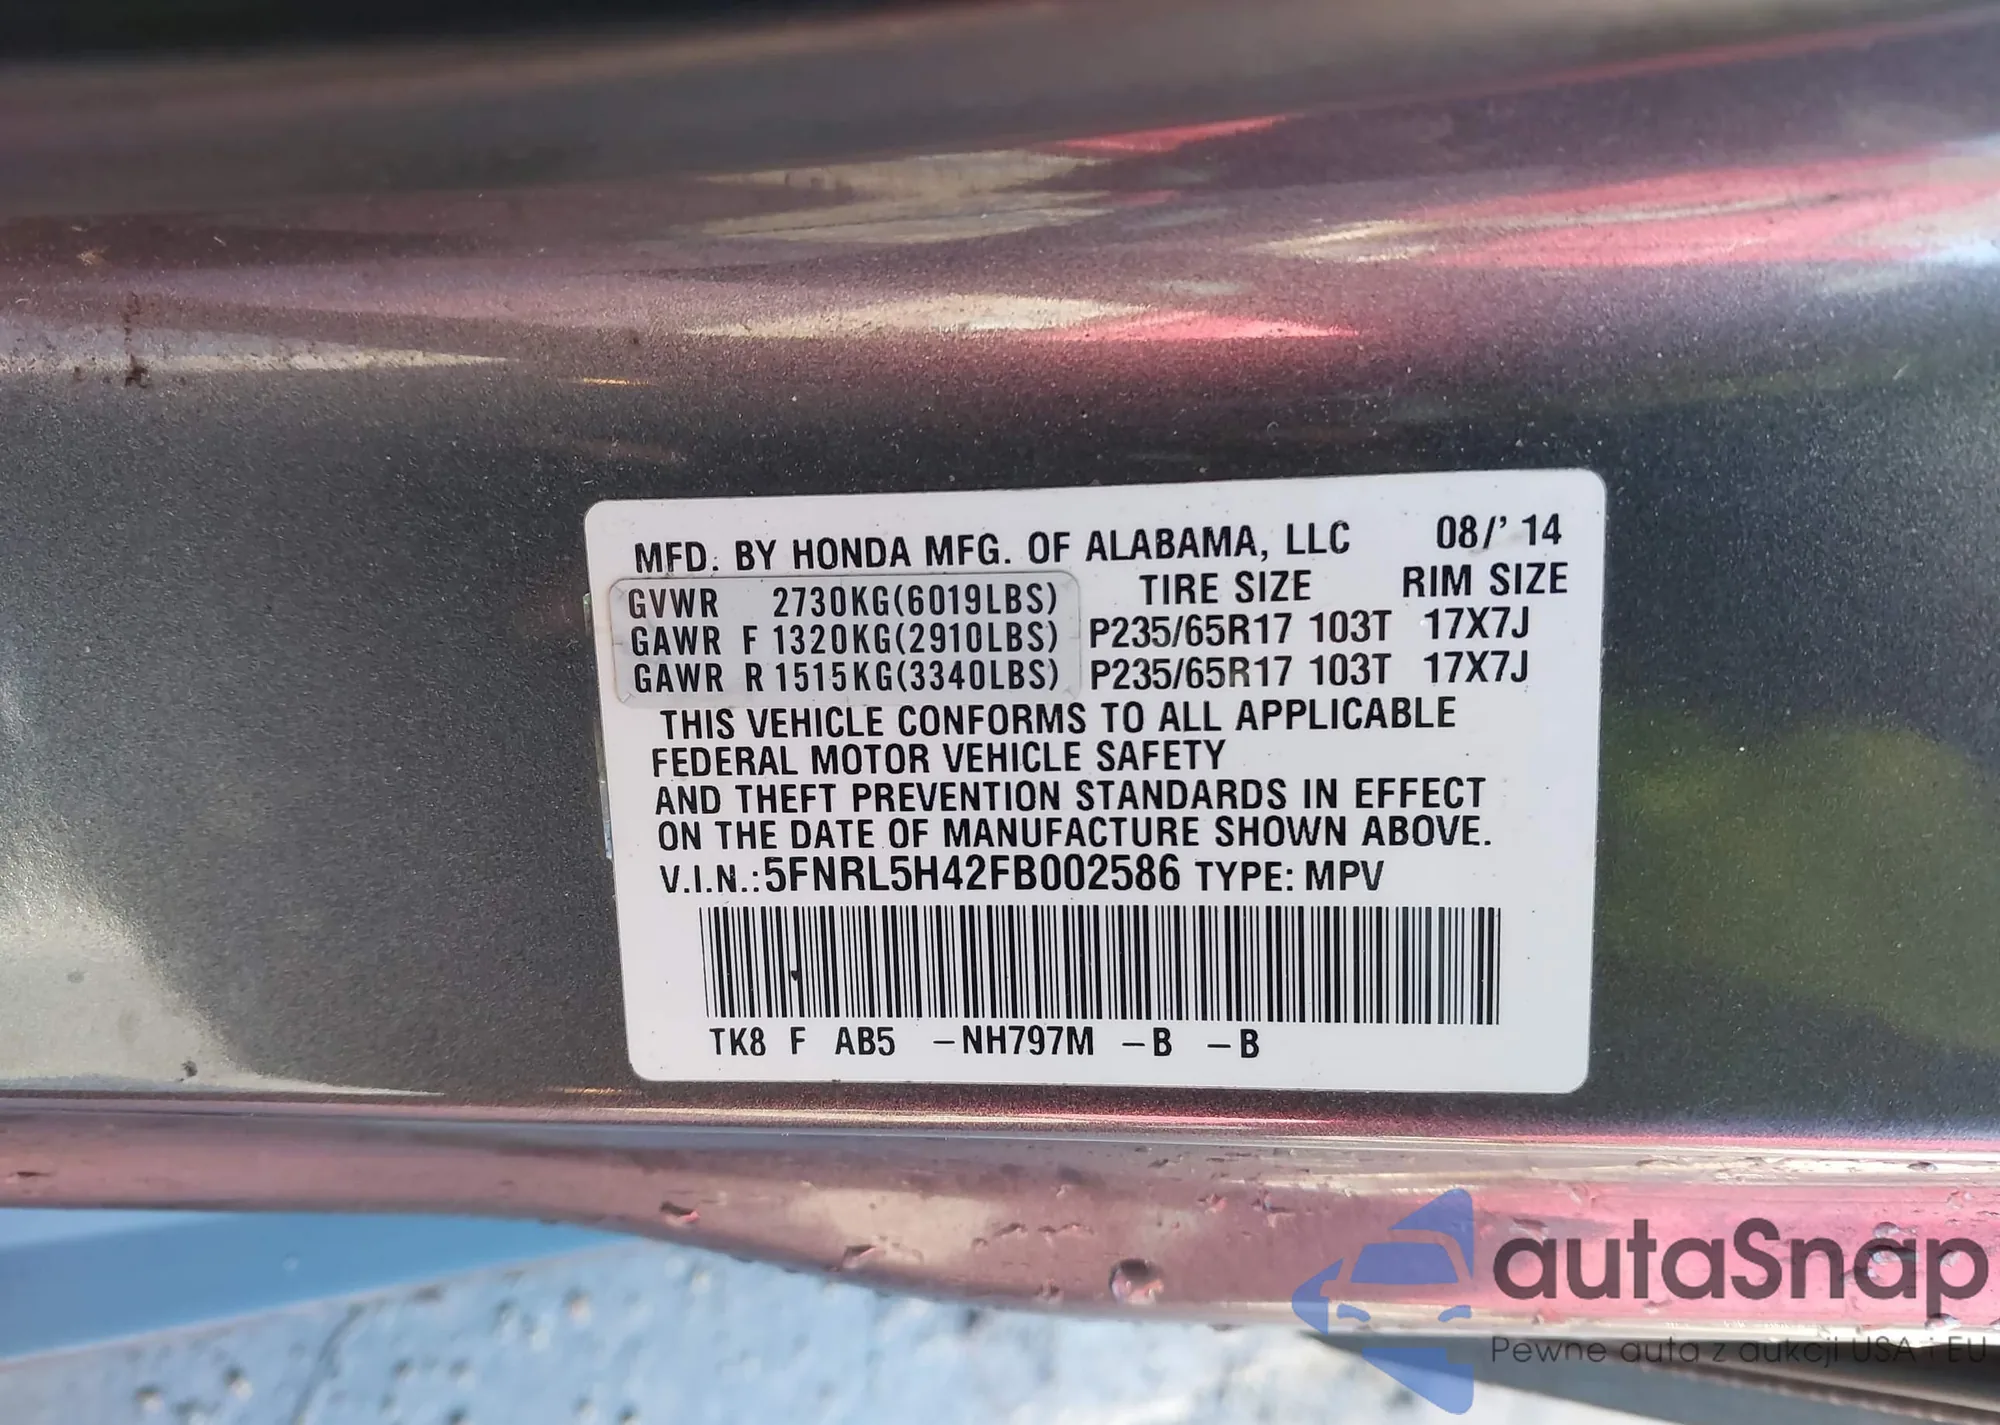 MFD. BY HONDA MFG. OF ALABAMA, LLC 08/'14
TIRE SIZE RIM SIZE
GVWR 2730KG(6019LBS)
GAWR F 1320KG(2910LBS) P235/65R17 103T 17X7J
GAWR R 1515KG(3340LBS) P235/65R17 103T 17X7J
THIS VEHICLE CONFORMS TO ALL APPLICABLE
FEDERAL MOTOR VEHICLE SAFETY
AND THEFT PREVENTION STANDARDS IN EFFECT
ON THE DATE OF MANUFACTURE SHOWN ABOVE.
V.I.N.:5FNRL5H42FB002586 TYPE: MPV
TK8 F AB5 -NH797M -B -B
autaSnap
Pewne auta z aukcji USA i EU